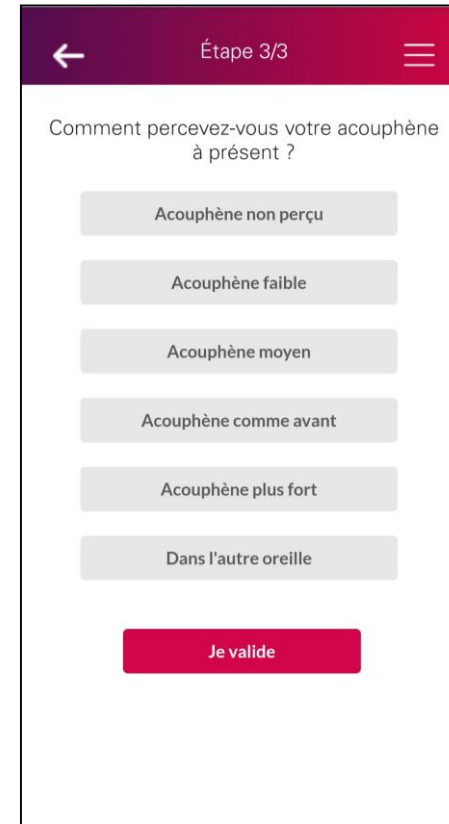 Étape 3/3
Comment percevez-vous votre acouphène
à présent ?
Acouphène non perçu
Acouphène faible
Acouphène moyen
Acouphène comme avant
Acouphène plus fort
Dans l'autre oreille
Je valide